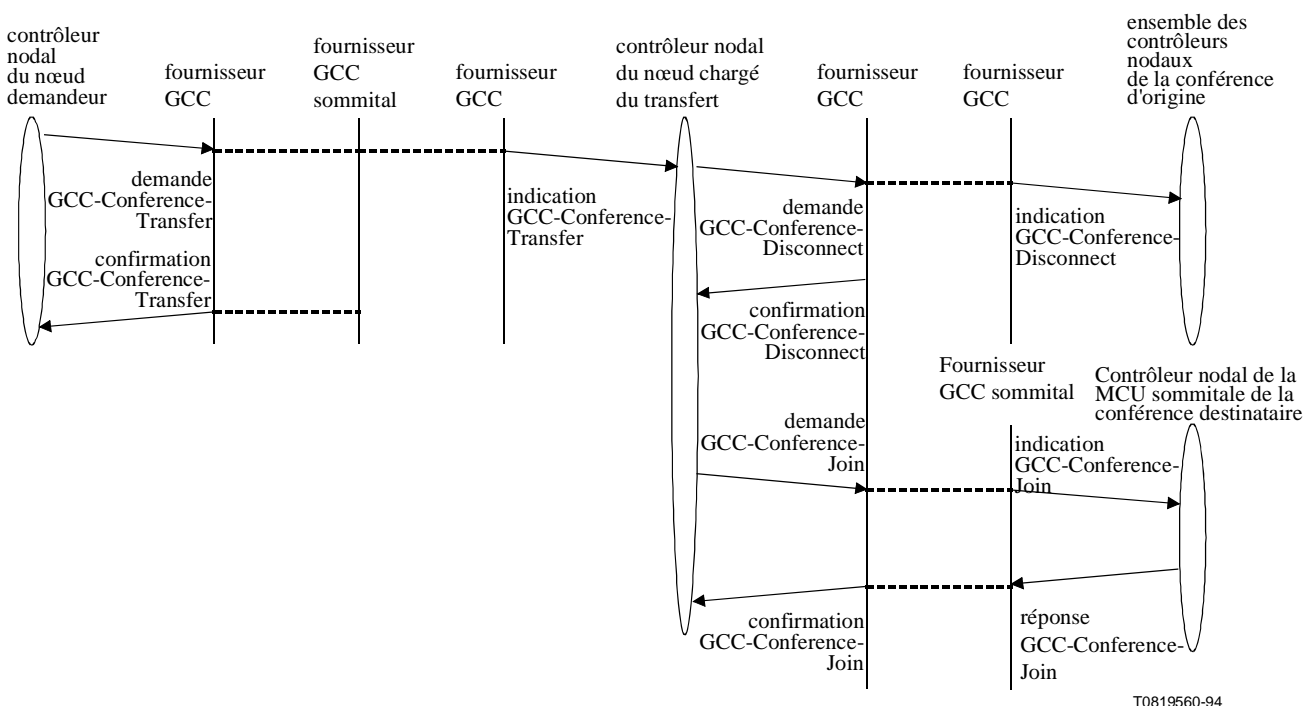 contrôleur
nodal
du nœud
demandeur
fournisseur
GCC
fournisseur
GCC
sommital
fournisseur
GCC
contrôleur nodal
du nœud chargé
du transfert
fournisseur
GCC
fournisseur
GCC
ensemble des
contrôleurs
nodaux
de la conférence
d'origine
demande
GCC-Conference-
Transfer
confirmation
GCC-Conference-
Transfer
indication
GCC-Conference-
Transfer
demande
GCC-Conference-
Disconnect
indication
GCC-Conference-
Disconnect
confirmation
GCC-Conference-
Disconnect
Fournisseur
GCC sommital
Contrôleur nodal de la
MCU sommitale de la
conférence destinataire
demande
GCC-Conference-
Join
indication
GCC-Conference-
Join
confirmation
GCC-Conference-
Join
réponse
GCC-Conference-
Join
T0819560-94